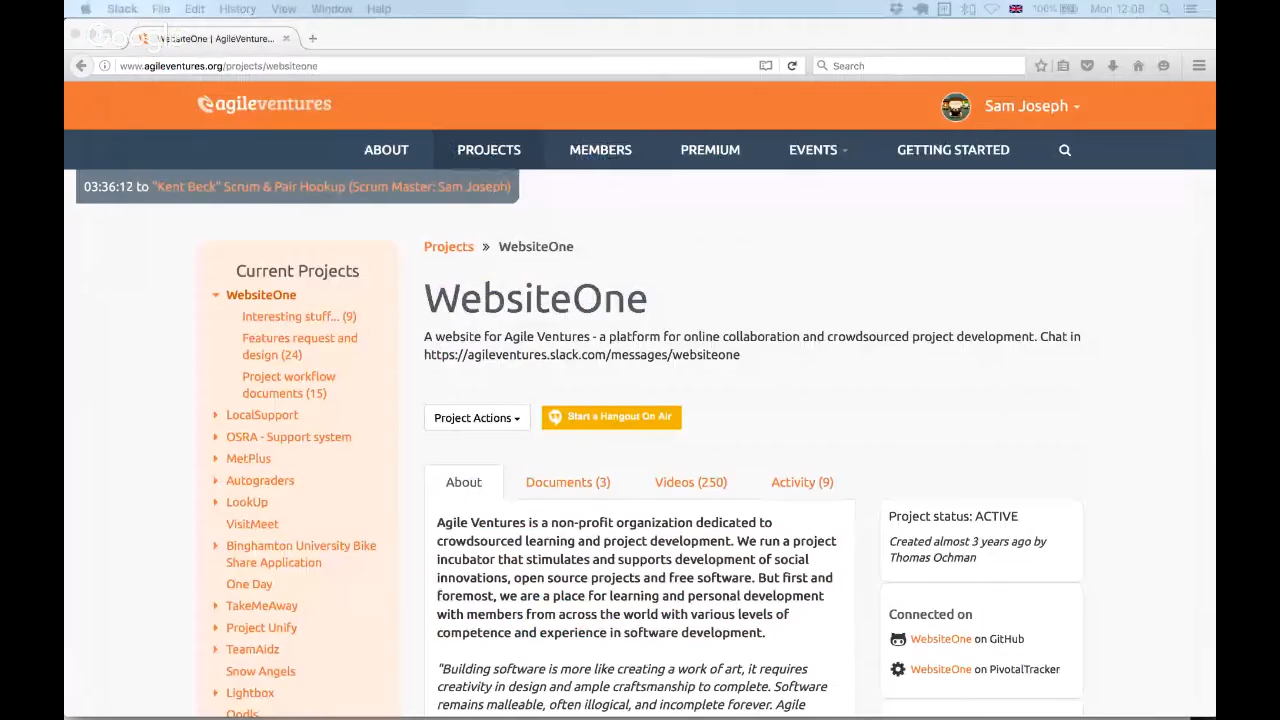 Slack File Edit History View Window Help 100% Mon 12:08
Google
WebsiteOne | AgileVenture...
www.agileventures.org/projects/websiteone Search
agileventures Sam Joseph
ABOUT PROJECTS MEMBERS PREMIUM EVENTS GETTING STARTED
03:36:12 to "Kent Beck" Scrum & Pair Hookup (Scrum Master: Sam Joseph)
Current Projects
WebsiteOne
Interesting stuff... (9)
Features request and
design (24)
Project workflow
documents (15)
LocalSupport
OSRA - Support system
MetPlus
Autograders
LookUp
VisitMeet
Binghamton University Bike
Share Application
One Day
TakeMeAway
Project Unify
TeamAidz
Snow Angels
Lightbox
Oodls
Projects » WebsiteOne
WebsiteOne
A website for Agile Ventures - a platform for online collaboration and crowdsourced project development. Chat in
https://agileventures.slack.com/messages/websiteone
Project Actions Start a Hangout On Air
About Documents (3) Videos (250) Activity (9)
Agile Ventures is a non-profit organization dedicated to
crowdsourced learning and project development. We run a project
incubator that stimulates and supports development of social
innovations, open source projects and free software. But first and
foremost, we are a place for learning and personal development
with members from across the world with various levels of
competence and experience in software development.
"Building software is more like creating a work of art, it requires
creativity in design and ample craftsmanship to complete. Software
remains malleable, often illogical, and incomplete forever. Agile
Project status: ACTIVE
Created almost 3 years ago by
Thomas Ochman
Connected on
WebsiteOne on GitHub
WebsiteOne on PivotalTracker